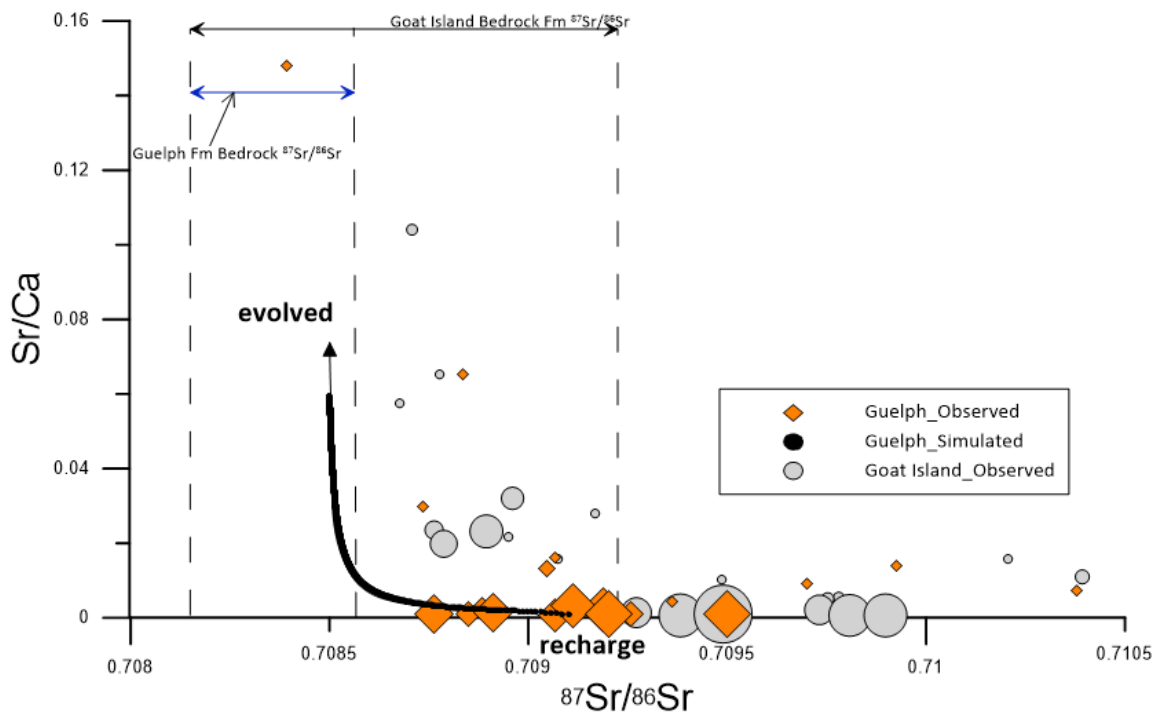 0.16
Goat Island Bedrock Fm ⁸⁷Sr/⁸⁶Sr
Guelph Fm Bedrock ⁸⁷Sr/⁸⁶Sr
0.12
Sr/Ca
evolved
0.08
Guelph_Observed
Guelph_Simulated
Goat Island_Observed
0.04
0
recharge
0.708
0.7085
0.709
0.7095
0.71
0.7105
⁸⁷Sr/⁸⁶Sr